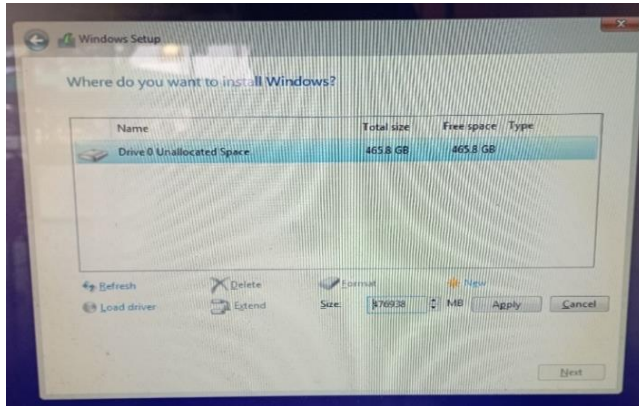 Windows Setup
Where do you want to install Windows?
Name Total size Free space Type
Drive 0 Unallocated Space 465.8 GB 465.8 GB
Refresh Delete Format New
Load driver Extend Size: 476938 MB Apply Cancel
Next